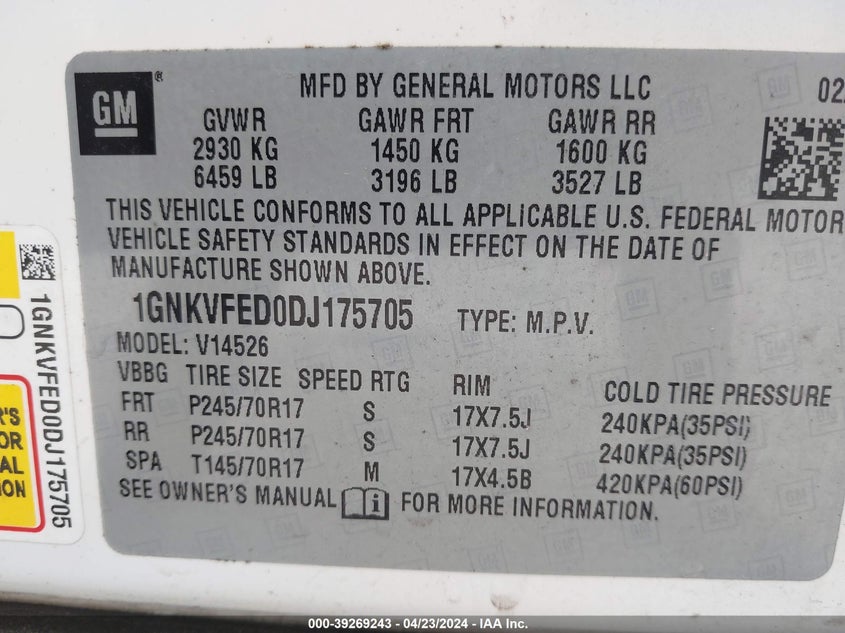 GM ®
MFD BY GENERAL MOTORS LLC
02
GVWR GAWR FRT GAWR RR
2930 KG 1450 KG 1600 KG
6459 LB 3196 LB 3527 LB
THIS VEHICLE CONFORMS TO ALL APPLICABLE U.S. FEDERAL MOTOR
VEHICLE SAFETY STANDARDS IN EFFECT ON THE DATE OF
MANUFACTURE SHOWN ABOVE.
1GNKVFED0DJ175705 TYPE: M.P.V.
MODEL: V14526
VBBG TIRE SIZE SPEED RTG RIM COLD TIRE PRESSURE
FRT P245/70R17 S 17X7.5J 240KPA(35PSI)
RR P245/70R17 S 17X7.5J 240KPA(35PSI)
SPA T145/70R17 M 17X4.5B 420KPA(60PSI)
SEE OWNER'S MANUAL FOR MORE INFORMATION.
1GNKVFED0DJ175705
R'S
OR
AL
ION
000-39269243 - 04/23/2024 - IAA Inc.